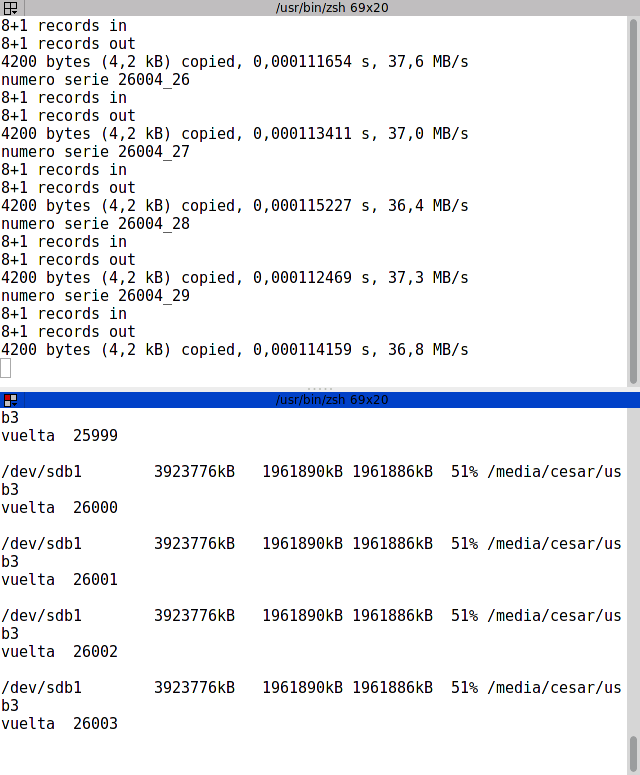 /usr/bin/zsh 69x20
8+1 records in
8+1 records out
4200 bytes (4,2 kB) copied, 0,000111654 s, 37,6 MB/s
numero serie 26004_26
8+1 records in
8+1 records out
4200 bytes (4,2 kB) copied, 0,000113411 s, 37,0 MB/s
numero serie 26004_27
8+1 records in
8+1 records out
4200 bytes (4,2 kB) copied, 0,000115227 s, 36,4 MB/s
numero serie 26004_28
8+1 records in
8+1 records out
4200 bytes (4,2 kB) copied, 0,000112469 s, 37,3 MB/s
numero serie 26004_29
8+1 records in
8+1 records out
4200 bytes (4,2 kB) copied, 0,000114159 s, 36,8 MB/s
/usr/bin/zsh 69x20
b3
vuelta  25999
/dev/sdb1        3923776kB   1961890kB 1961886kB  51% /media/cesar/us
b3
vuelta  26000
/dev/sdb1        3923776kB   1961890kB 1961886kB  51% /media/cesar/us
b3
vuelta  26001
/dev/sdb1        3923776kB   1961890kB 1961886kB  51% /media/cesar/us
b3
vuelta  26002
/dev/sdb1        3923776kB   1961890kB 1961886kB  51% /media/cesar/us
b3
vuelta  26003